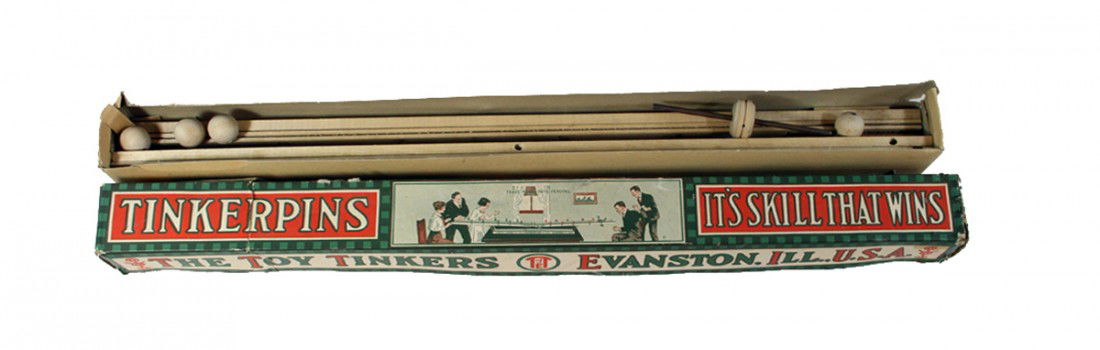 TINKERPINS
IT'S SKILL THAT WINS
THE TOY TINKERS EVANSTON, ILL., U.S.A.